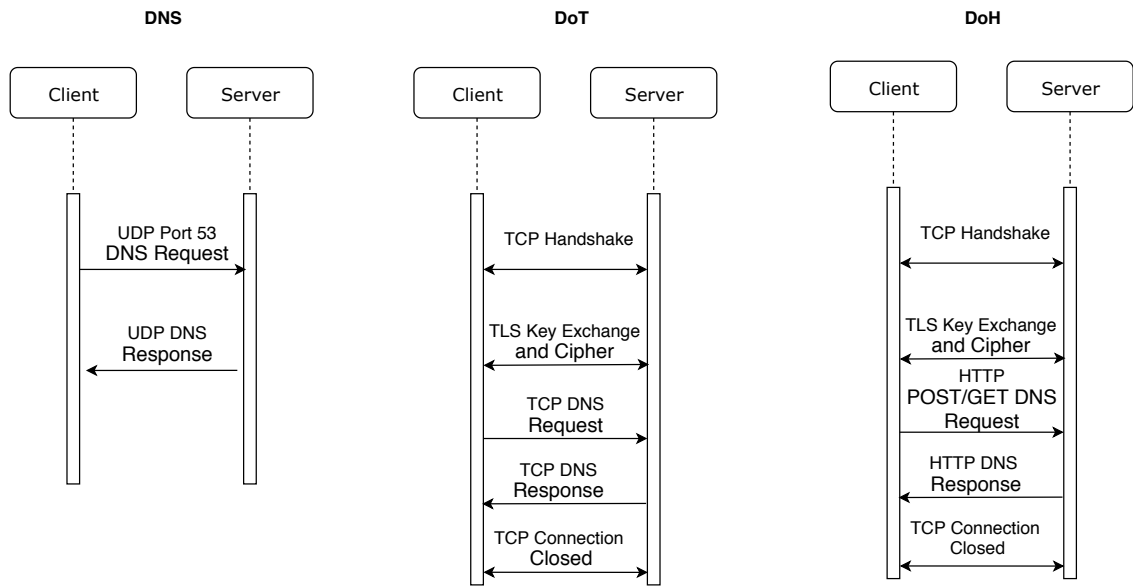 DNS
Client
Server
UDP Port 53
DNS Request
UDP DNS
Response
DoT
Client
Server
TCP Handshake
TLS Key Exchange
and Cipher
TCP DNS
Request
TCP DNS
Response
TCP Connection
Closed
DoH
Client
Server
TCP Handshake
TLS Key Exchange
and Cipher
HTTP
POST/GET DNS
Request
HTTP DNS
Response
TCP Connection
Closed